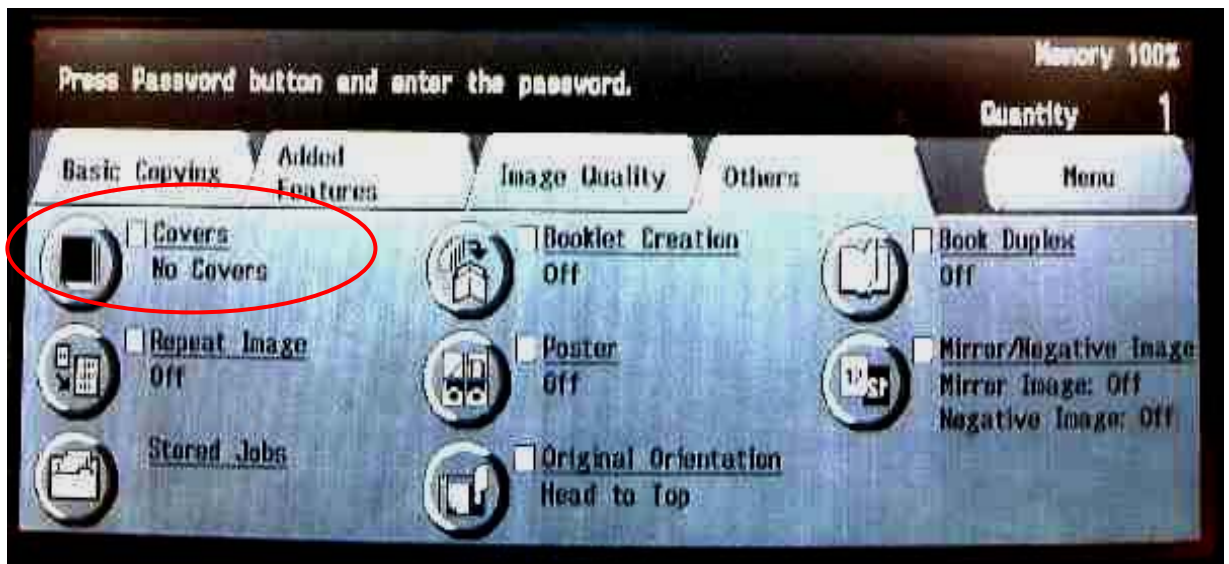 Memory 100%
Press Password button and enter the password.
Quantity 1
Basic Copying
Added
Features
Image Quality
Others
Menu
Covers
No Covers
Booklet Creation
Off
Book Duplex
Off
Repeat Image
Off
Poster
Off
Mirror/Negative Image
Mirror Image: Off
Negative Image: Off
Stored Jobs
Original Orientation
Head to Top